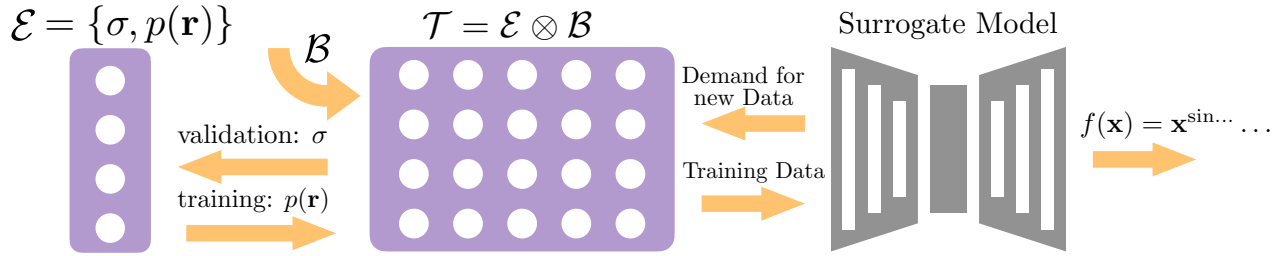 ℰ = {σ, p(𝐫)}
ℬ
𝒯 = ℰ ⊗ ℬ
Surrogate Model
validation: σ
training: p(𝐫)
Demand for
new Data
Training Data
f(𝐱) = 𝐱^{sin...} ...